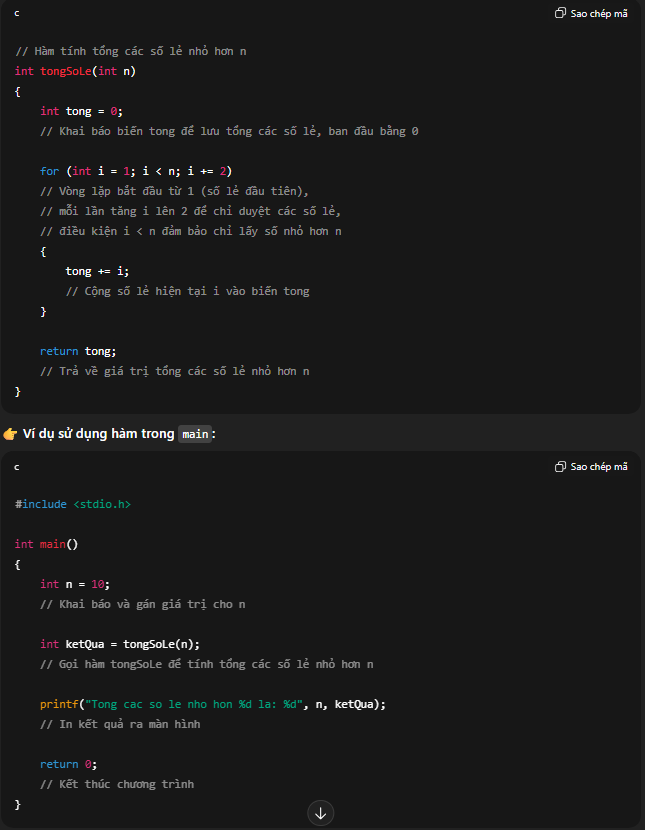 c
Sao chép mã
// Hàm tính tổng các số lẻ nhỏ hơn n
int tongSoLe(int n)
{
    int tong = 0;
    // Khai báo biến tong để lưu tổng các số lẻ, ban đầu bằng 0
    for (int i = 1; i < n; i += 2)
    // Vòng lặp bắt đầu từ 1 (số lẻ đầu tiên),
    // mỗi lần tăng i lên 2 để chỉ duyệt các số lẻ,
    // điều kiện i < n đảm bảo chỉ lấy số nhỏ hơn n
    {
        tong += i;
        // Cộng số lẻ hiện tại i vào biến tong
    }
    return tong;
    // Trả về giá trị tổng các số lẻ nhỏ hơn n
}
👉 Ví dụ sử dụng hàm trong main:
c
Sao chép mã
#include <stdio.h>
int main()
{
    int n = 10;
    // Khai báo và gán giá trị cho n
    int ketQua = tongSoLe(n);
    // Gọi hàm tongSoLe để tính tổng các số lẻ nhỏ hơn n
    printf("Tong cac so le nho hon %d la: %d", n, ketQua);
    // In kết quả ra màn hình
    return 0;
    // Kết thúc chương trình
}